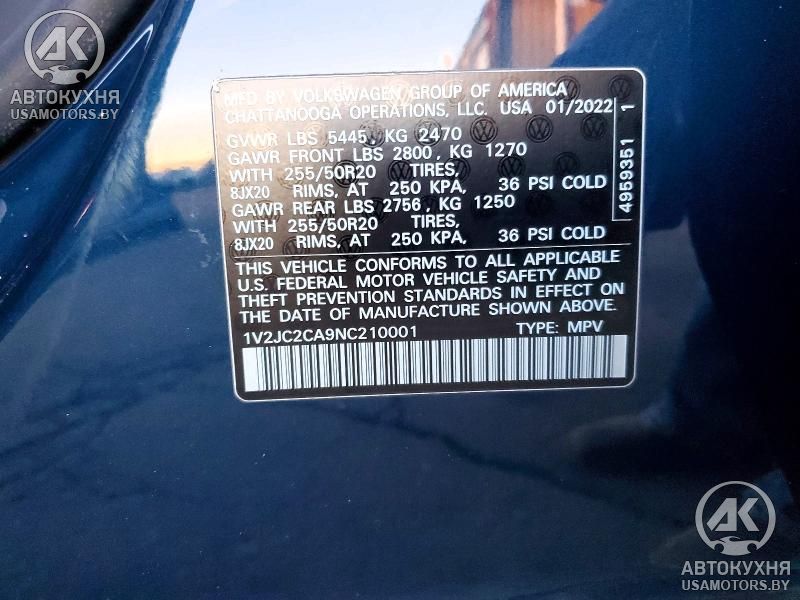 АВТОКУХНЯ
USAMOTORS.BY
MFD BY VOLKSWAGEN GROUP OF AMERICA
CHATTANOOGA OPERATIONS, LLC. USA 01/2022
GVWR LBS 5445, KG 2470
GAWR FRONT LBS 2800, KG 1270
WITH 255/50R20 TIRES,
8JX20 RIMS, AT 250 KPA, 36 PSI COLD
GAWR REAR LBS 2756, KG 1250
WITH 255/50R20 TIRES,
8JX20 RIMS, AT 250 KPA, 36 PSI COLD
4959351 1
THIS VEHICLE CONFORMS TO ALL APPLICABLE
U.S. FEDERAL MOTOR VEHICLE SAFETY AND
THEFT PREVENTION STANDARDS IN EFFECT ON
THE DATE OF MANUFACTURE SHOWN ABOVE.
1V2JC2CA9NC210001 TYPE: MPV
АК
АВТОКУХНЯ
USAMOTORS.BY